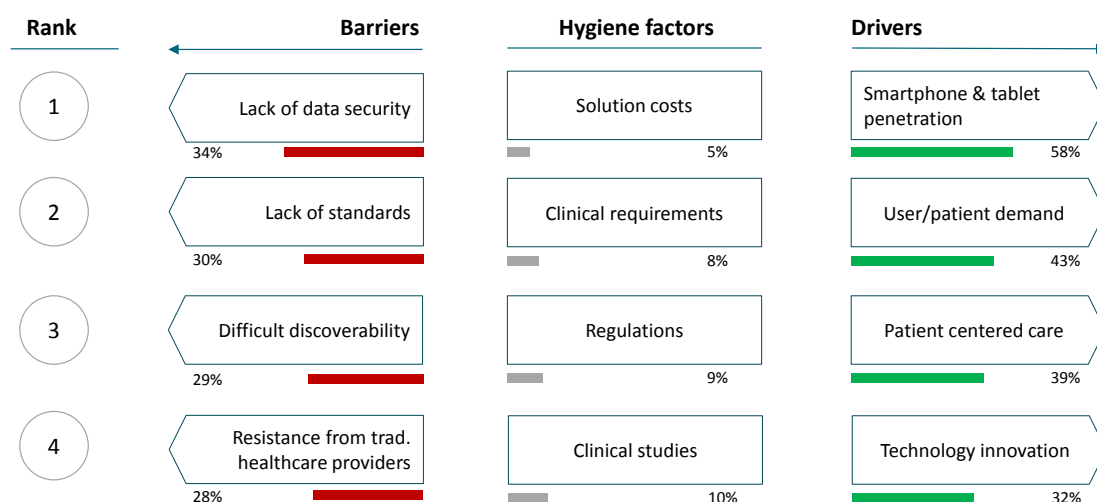 Rank
Barriers
Hygiene factors
Drivers
1
Lack of data security
34%
Solution costs
5%
Smartphone & tablet
penetration
58%
2
Lack of standards
30%
Clinical requirements
8%
User/patient demand
43%
3
Difficult discoverability
29%
Regulations
9%
Patient centered care
39%
4
Resistance from trad.
healthcare providers
28%
Clinical studies
10%
Technology innovation
32%